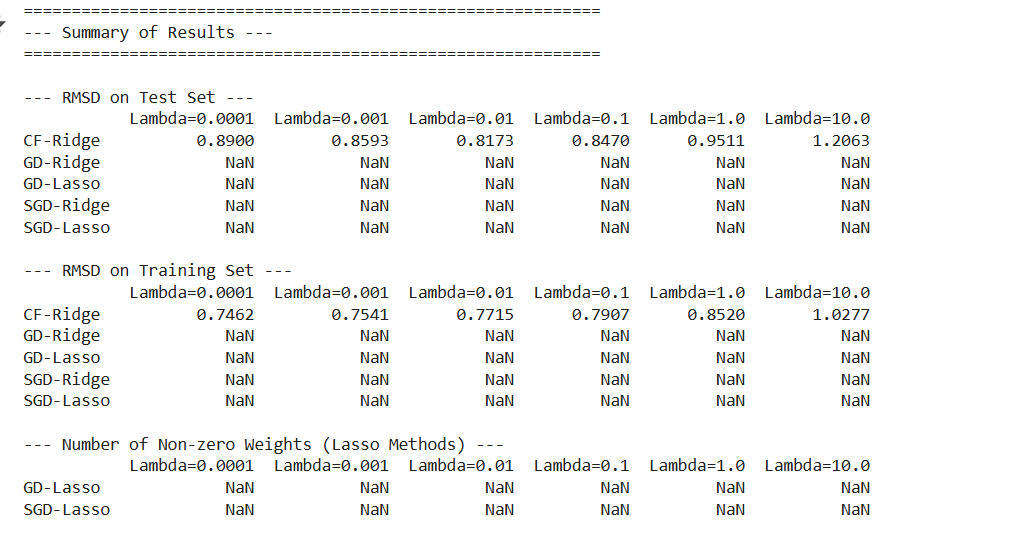 ============================================================
--- Summary of Results ---
============================================================
--- RMSD on Test Set ---
Lambda=0.0001 Lambda=0.001 Lambda=0.01 Lambda=0.1 Lambda=1.0 Lambda=10.0
CF-Ridge 0.8900 0.8593 0.8173 0.8470 0.9511 1.2063
GD-Ridge NaN NaN NaN NaN NaN NaN
GD-Lasso NaN NaN NaN NaN NaN NaN
SGD-Ridge NaN NaN NaN NaN NaN NaN
SGD-Lasso NaN NaN NaN NaN NaN NaN
--- RMSD on Training Set ---
Lambda=0.0001 Lambda=0.001 Lambda=0.01 Lambda=0.1 Lambda=1.0 Lambda=10.0
CF-Ridge 0.7462 0.7541 0.7715 0.7907 0.8520 1.0277
GD-Ridge NaN NaN NaN NaN NaN NaN
GD-Lasso NaN NaN NaN NaN NaN NaN
SGD-Ridge NaN NaN NaN NaN NaN NaN
SGD-Lasso NaN NaN NaN NaN NaN NaN
--- Number of Non-zero Weights (Lasso Methods) ---
Lambda=0.0001 Lambda=0.001 Lambda=0.01 Lambda=0.1 Lambda=1.0 Lambda=10.0
GD-Lasso NaN NaN NaN NaN NaN NaN
SGD-Lasso NaN NaN NaN NaN NaN NaN